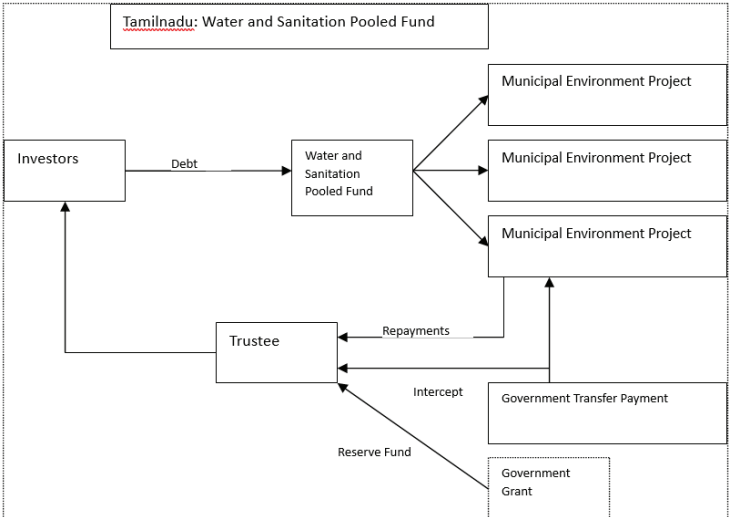 Tamilnadu: Water and Sanitation Pooled Fund
Municipal Environment Project
Investors
Debt
Water and
Sanitation
Pooled Fund
Municipal Environment Project
Municipal Environment Project
Trustee
Repayments
Intercept
Government Transfer Payment
Reserve Fund
Government
Grant